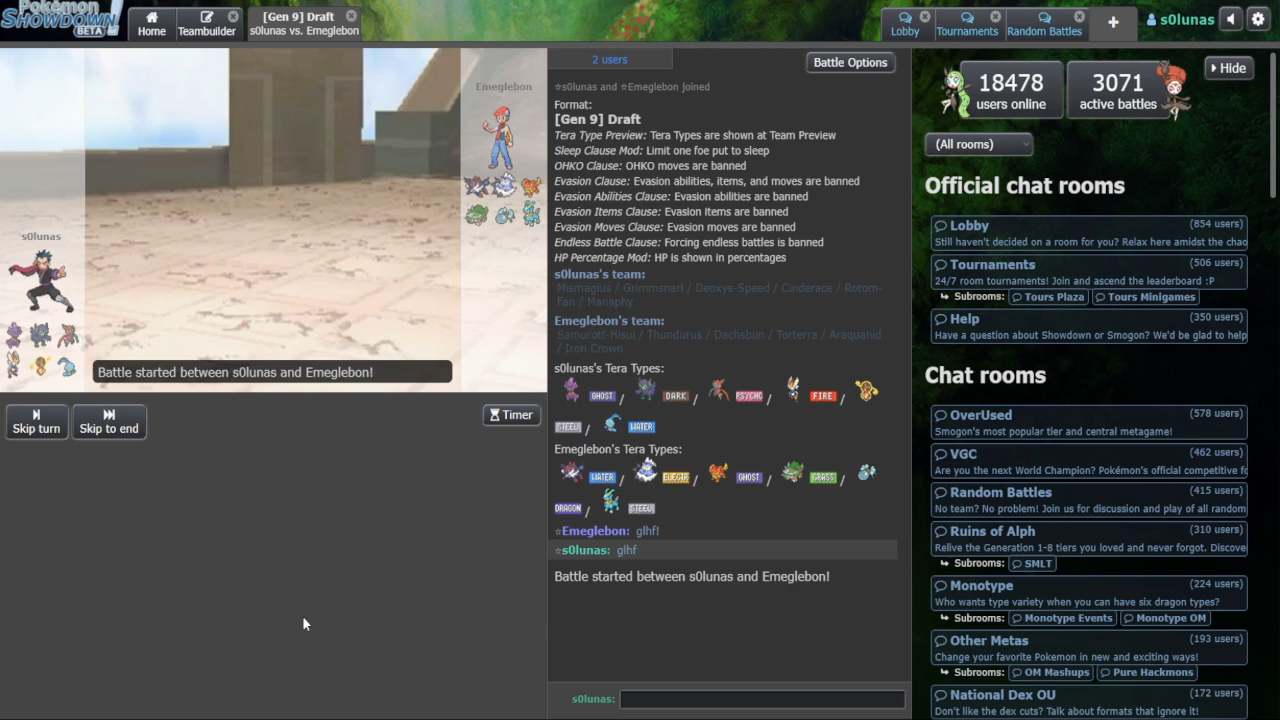 Pokémon
SHOWDOWN!
BETA
Home
Teambuilder
[Gen 9] Draft
s0lunas vs. Emeglebon
Lobby
Tournaments
Random Battles
s0lunas
Emeglebon
s0lunas
Battle started between s0lunas and Emeglebon!
Skip turn
Skip to end
Timer
2 users
Battle Options
☆s0lunas and ☆Emeglebon joined
Format:
[Gen 9] Draft
Tera Type Preview: Tera Types are shown at Team Preview
Sleep Clause Mod: Limit one foe put to sleep
OHKO Clause: OHKO moves are banned
Evasion Clause: Evasion abilities, items, and moves are banned
Evasion Abilities Clause: Evasion abilities are banned
Evasion Items Clause: Evasion items are banned
Evasion Moves Clause: Evasion moves are banned
Endless Battle Clause: Forcing endless battles is banned
HP Percentage Mod: HP is shown in percentages
s0lunas's team:
Mismagius / Grimmsnarl / Deoxys-Speed / Cinderace / Rotom-
Fan / Manaphy
Emeglebon's team:
Samurott-Hisui / Thundurus / Dachsbun / Torterra / Araquanid
/ Iron Crown
s0lunas's Tera Types:
GHOST / DARK / PSYCHC / FIRE /
STEEL / WATER
Emeglebon's Tera Types:
WATER / ELECTR / GHOST / GRASS /
DRAGON / STEEL
☆Emeglebon: glhf!
☆s0lunas: glhf
Battle started between s0lunas and Emeglebon!
s0lunas:
18478
users online
3071
active battles
Hide
(All rooms)
Official chat rooms
Lobby (854 users)
Still haven't decided on a room for you? Relax here amidst the chao
Tournaments (506 users)
24/7 room tournaments! Join and ascend the leaderboard :P
Subrooms: Tours Plaza Tours Minigames
Help (350 users)
Have a question about Showdown or Smogon? We'd be glad to help
Chat rooms
OverUsed (578 users)
Smogon's most popular tier and central metagame!
VGC (462 users)
Are you the next World Champion? Pokémon's official competitive fo
Random Battles (415 users)
No team? No problem! Join us for discussion and play of all random
Ruins of Alph (310 users)
Relive the Generation 1-8 tiers you loved and never forgot. Discove
Subrooms: SMLT
Monotype (224 users)
Who wants type variety when you can have six dragon types?
Subrooms: Monotype Events Monotype OM
Other Metas (193 users)
Change your favorite Pokemon in new and exciting ways!
Subrooms: OM Mashups Pure Hackmons
National Dex OU (172 users)
Don't like the dex cuts? Talk about formats that ignore it!